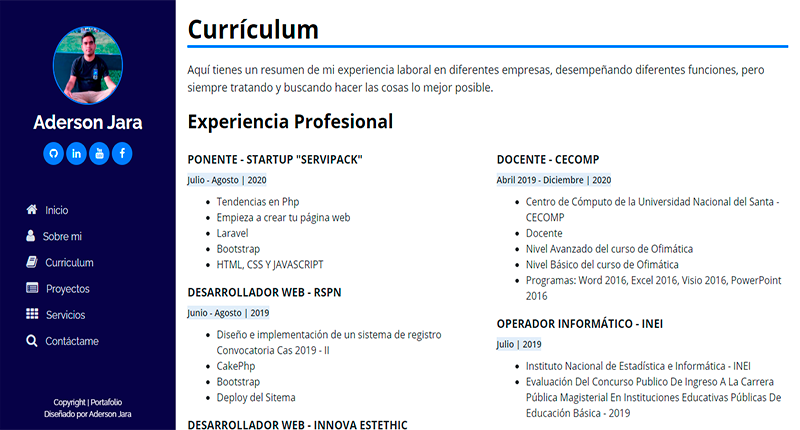 Aderson Jara
Inicio
Sobre mi
Curriculum
Proyectos
Servicios
Contáctame
Copyright | Portafolio
Diseñado por Aderson Jara
Currículum
Aquí tienes un resumen de mi experiencia laboral en diferentes empresas, desempeñando diferentes funciones, pero
siempre tratando y buscando hacer las cosas lo mejor posible.
Experiencia Profesional
PONENTE - STARTUP "SERVIPACK"
Julio - Agosto | 2020
Tendencias en Php
Empieza a crear tu página web
Laravel
Bootstrap
HTML, CSS Y JAVASCRIPT
DESARROLLADOR WEB - RSPN
Junio - Agosto | 2019
Diseño e implementación de un sistema de registro
Convocatoria Cas 2019 - II
CakePhp
Bootstrap
Deploy del Sitema
DESARROLLADOR WEB - INNOVA ESTETHIC
DOCENTE - CECOMP
Abril 2019 - Diciembre | 2020
Centro de Cómputo de la Universidad Nacional del Santa -
CECOMP
Docente
Nivel Avanzado del curso de Ofimática
Nivel Básico del curso de Ofimática
Programas: Word 2016, Excel 2016, Visio 2016, PowerPoint
2016
OPERADOR INFORMÁTICO - INEI
Julio | 2019
Instituto Nacional de Estadística e Informática - INEI
Evaluación Del Concurso Publico De Ingreso A La Carrera
Pública Magisterial En Instituciones Educativas Públicas De
Educación Básica - 2019